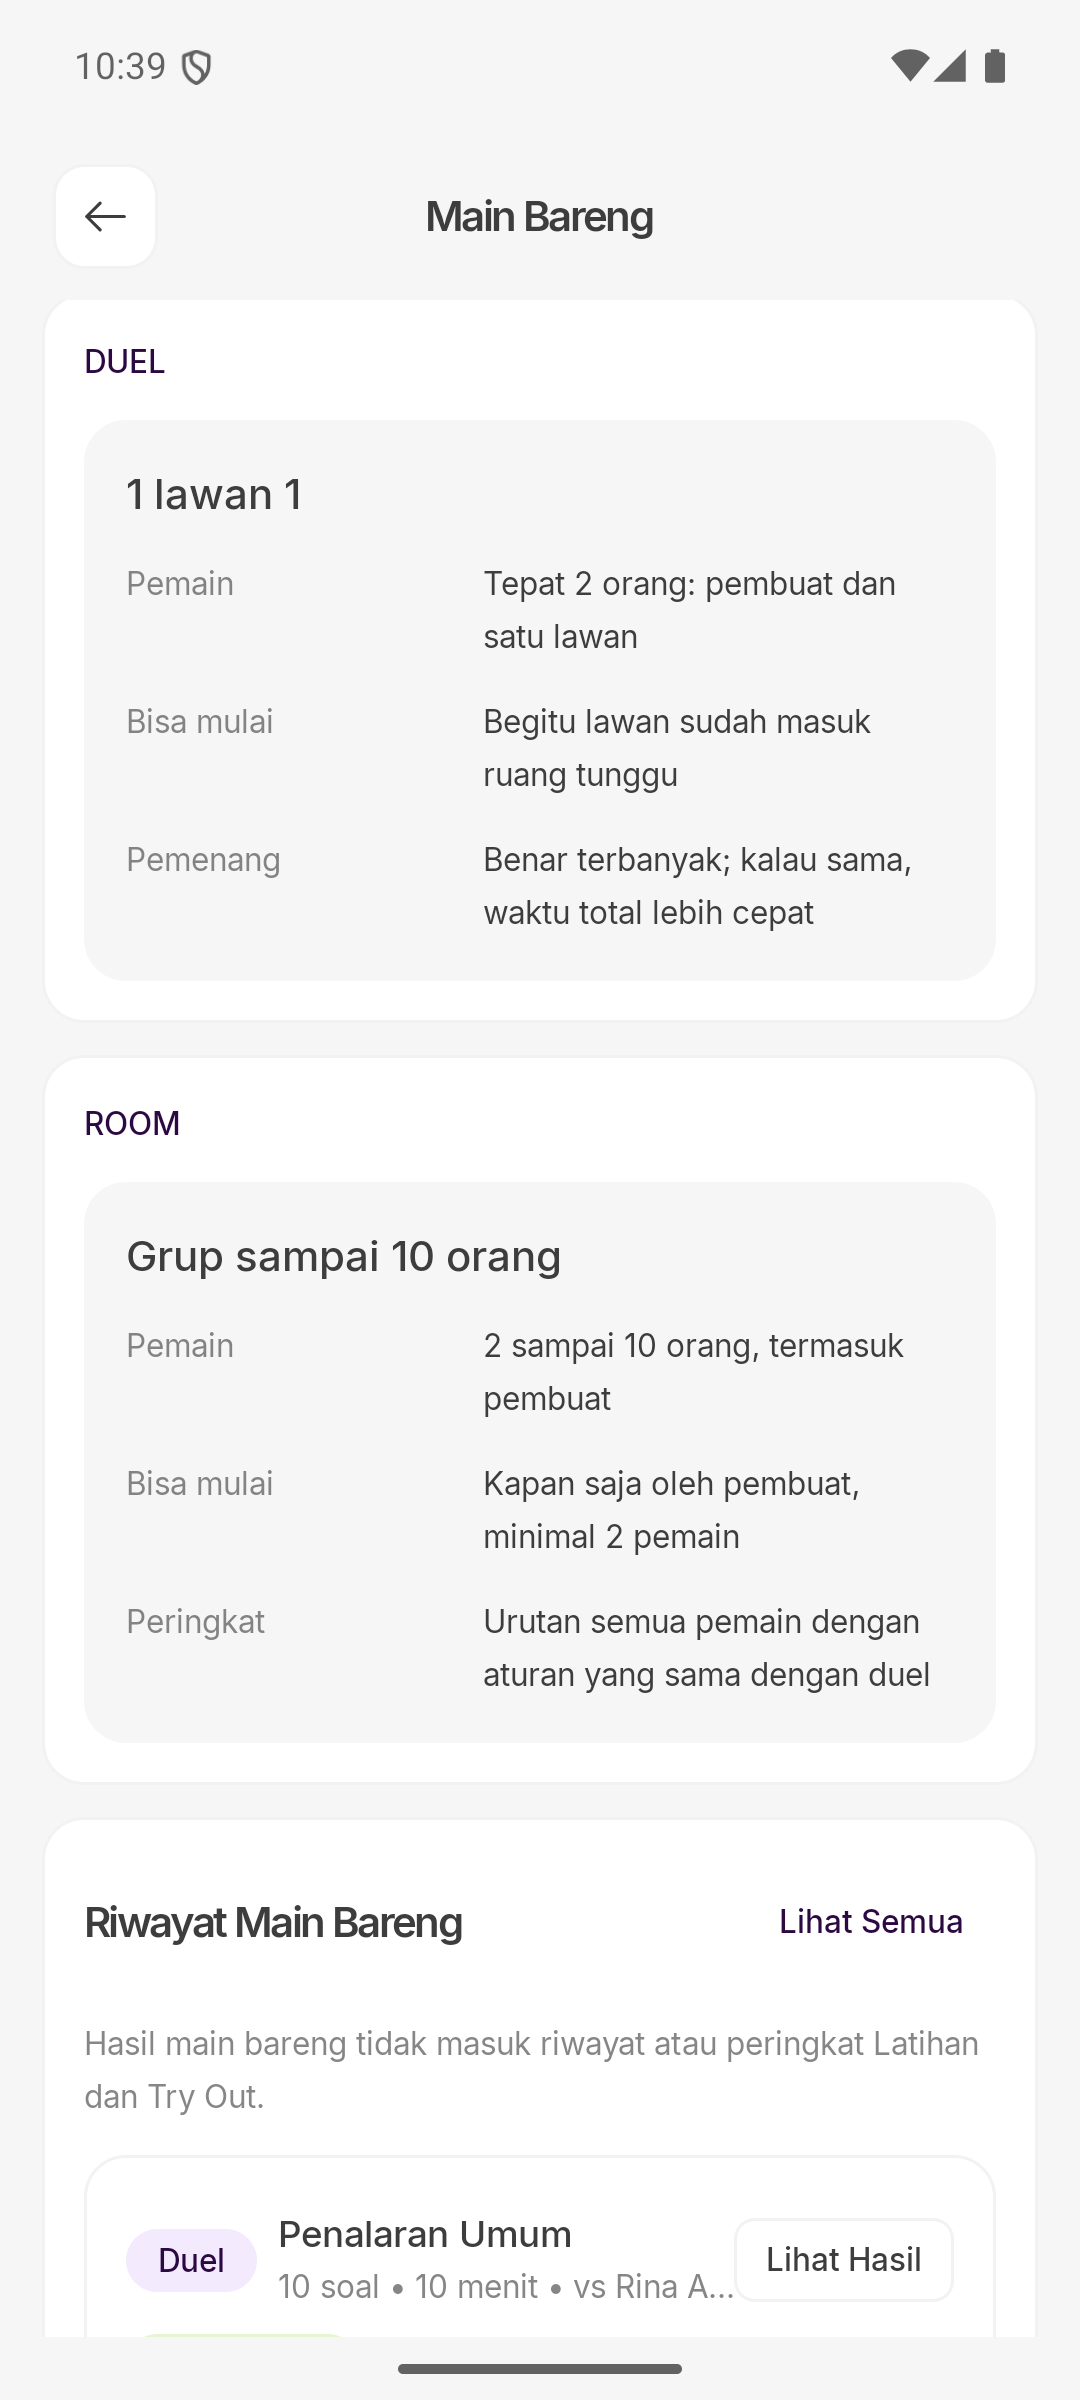 10:39
Main Bareng
DUEL
1 lawan 1
Pemain
Tepat 2 orang: pembuat dan
satu lawan
Bisa mulai
Begitu lawan sudah masuk
ruang tunggu
Pemenang
Benar terbanyak; kalau sama,
waktu total lebih cepat
ROOM
Grup sampai 10 orang
Pemain
2 sampai 10 orang, termasuk
pembuat
Bisa mulai
Kapan saja oleh pembuat,
minimal 2 pemain
Peringkat
Urutan semua pemain dengan
aturan yang sama dengan duel
Riwayat Main Bareng
Lihat Semua
Hasil main bareng tidak masuk riwayat atau peringkat Latihan
dan Try Out.
Duel
Penalaran Umum
10 soal • 10 menit • vs Rina A...
Lihat Hasil